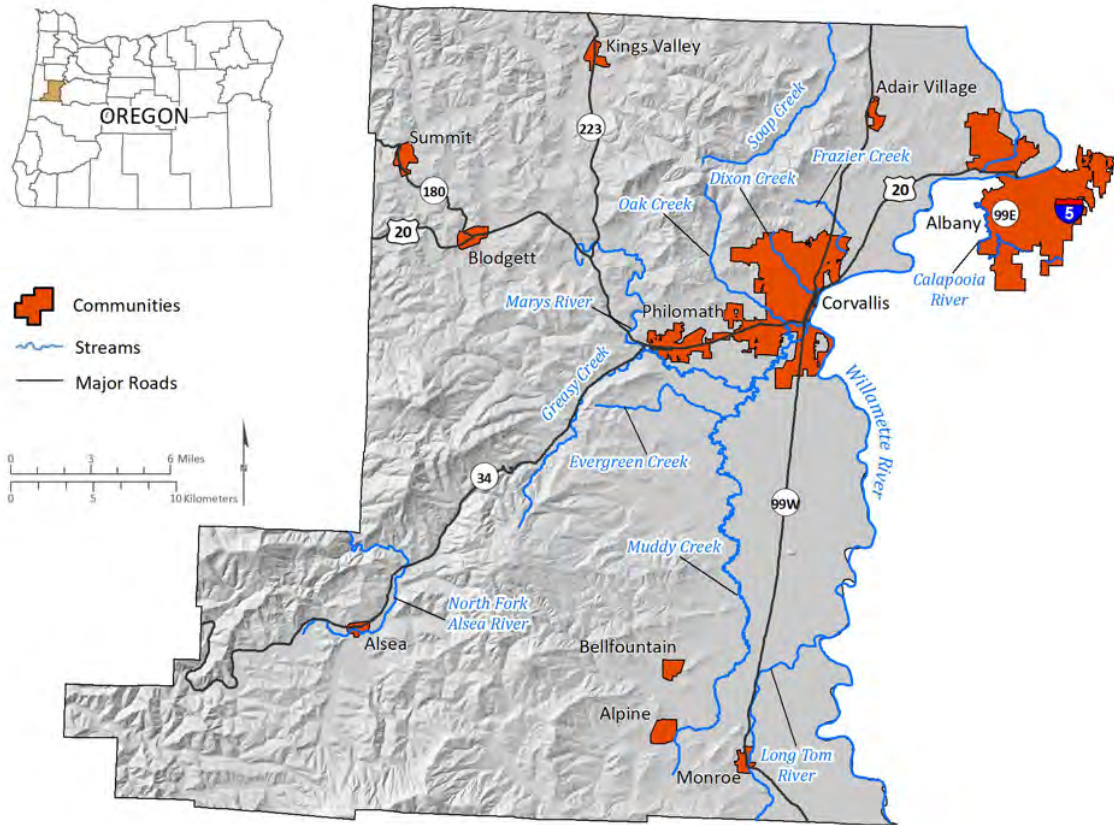 OREGON
Communities
Streams
Major Roads
0 3 6 Miles
0 5 10 Kilometers
N
Kings Valley
Adair Village
Soap Creek
223
Frazier Creek
Summit
Dixon Creek
180
20
Oak Creek
20
Albany
99E
5
Blodgett
Calapooia
River
Marys River
Philomath
Corvallis
Greasy Creek
Willamette River
Evergreen Creek
34
99W
Muddy Creek
North Fork
Alsea River
Alsea
Bellfountain
Alpine
Long Tom
River
Monroe